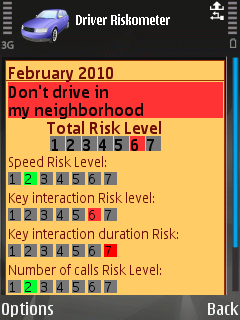 Driver Riskometer
3G
February 2010
Don't drive in
my neighborhood
Total Risk Level
1 2 3 4 5 6 7
Speed Risk Level:
1 2 3 4 5 6 7
Key interaction Risk level:
1 2 3 4 5 6 7
Key interaction duration Risk:
1 2 3 4 5 6 7
Number of calls Risk Level:
1 2 3 4 5 6 7
Options Back